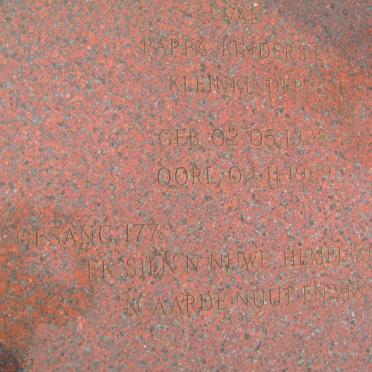 VAN
PAPPA, KINDERS EN
KLEINKINDERS
GEB. 02.05.19
OORL. 04.11.19
GESANG 177
EK SIEN 'N NUWE HEMEL
'N AARDE NUUT EN